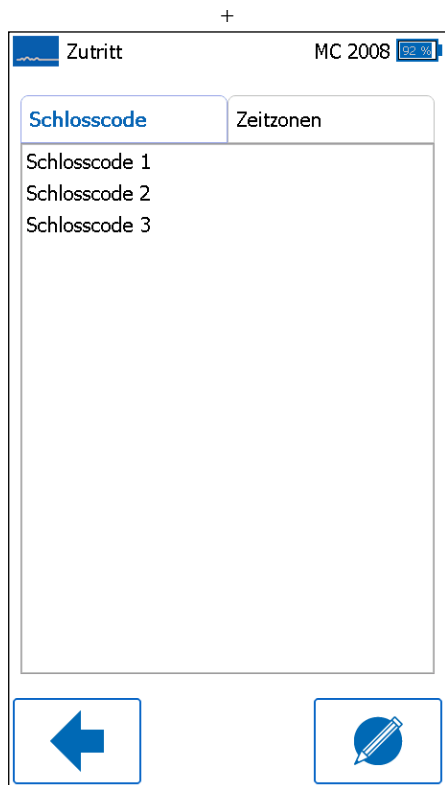 +
Zutritt MC 2008 92 %
Schlosscode Zeitzonen
Schlosscode 1
Schlosscode 2
Schlosscode 3